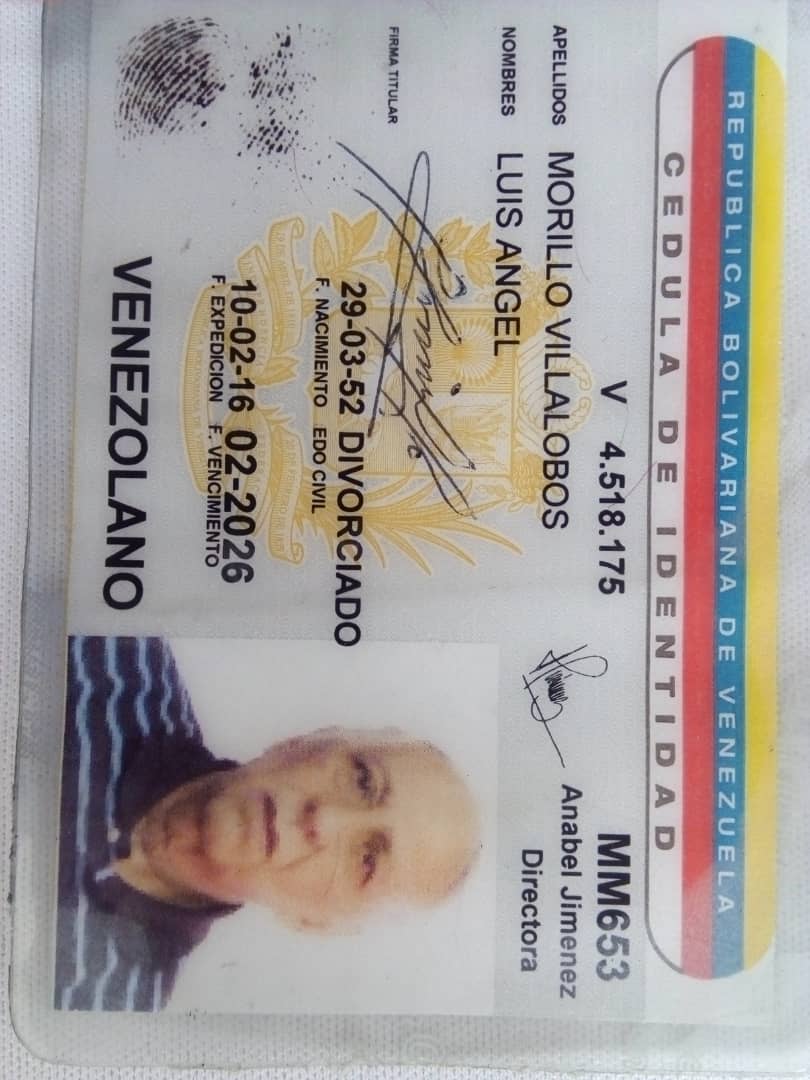 REPUBLICA BOLIVARIANA DE VENEZUELA
CEDULA DE IDENTIDAD
V 4.518.175
MM653
Anabel Jimenez
Directora
APELLIDOS MORILLO VILLALOBOS
NOMBRES LUIS ANGEL
FIRMA TITULAR
29-03-52 DIVORCIADO
F. NACIMIENTO EDO CIVIL
10-02-16 02-2026
F. EXPEDICION F. VENCIMIENTO
VENEZOLANO